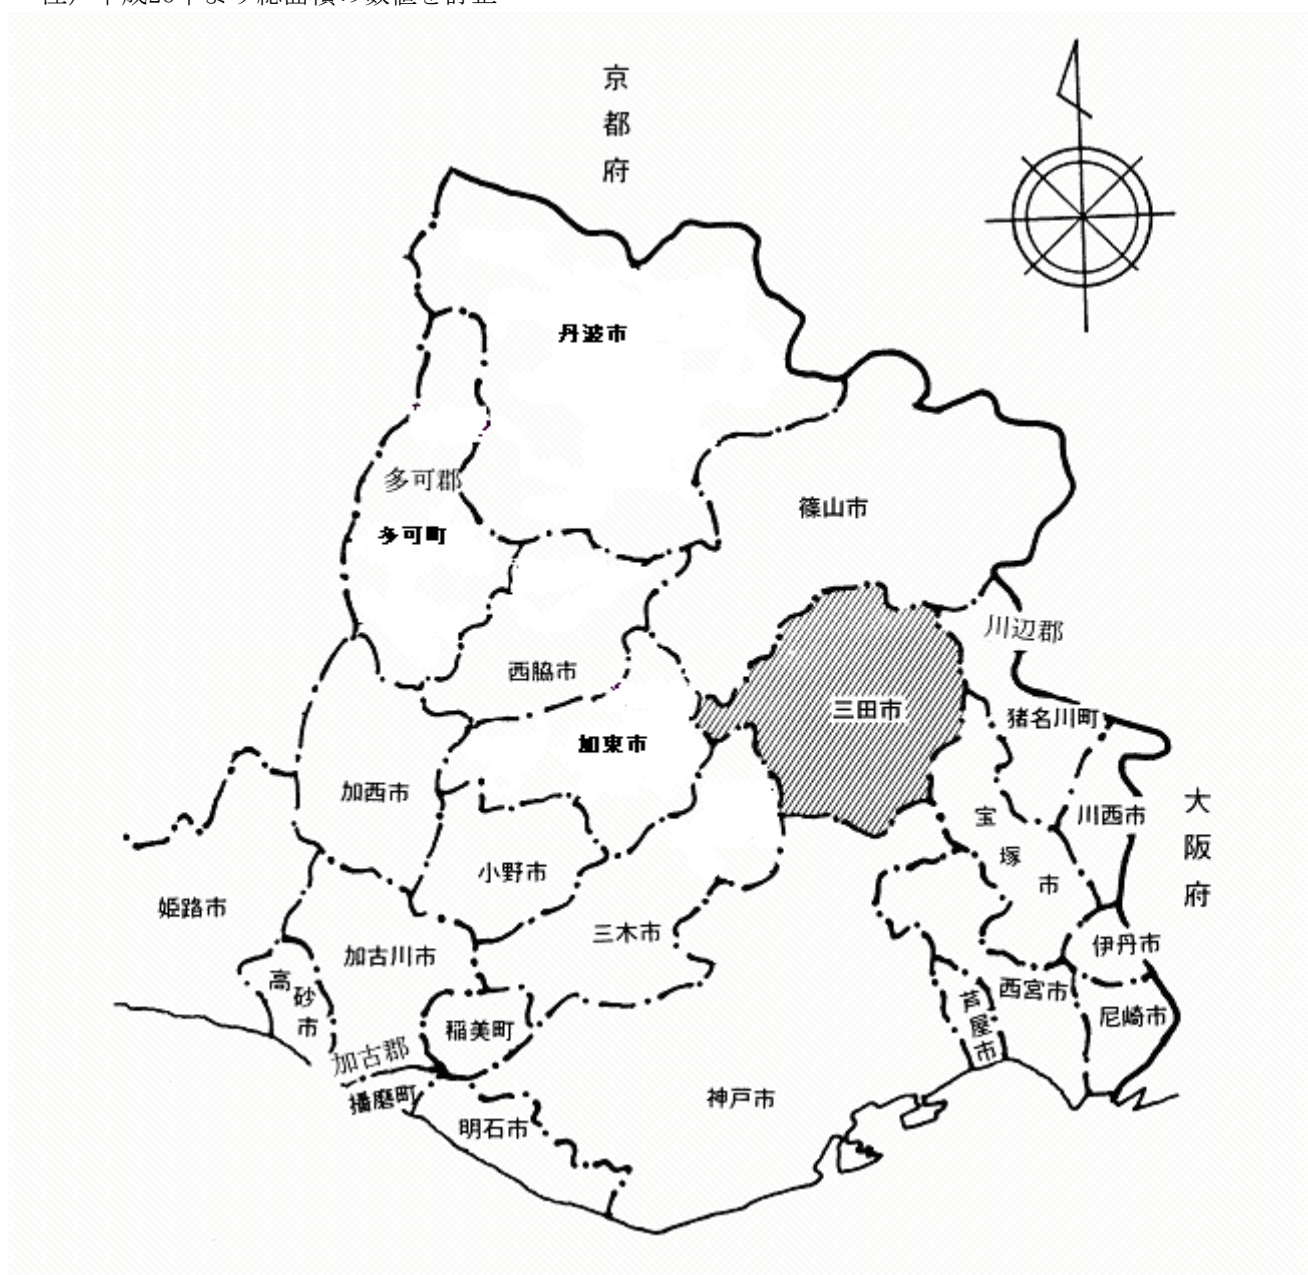 京都府
丹波市
多可郡
多可町
篠山市
川辺郡
西脇市
三田市
猪名川町
加東市
加西市
川西市
大阪府
宝塚市
小野市
姫路市
三木市
伊丹市
加古川市
高砂市
西宮市
芦屋市
尼崎市
稲美町
加古郡
播磨町
神戸市
明石市